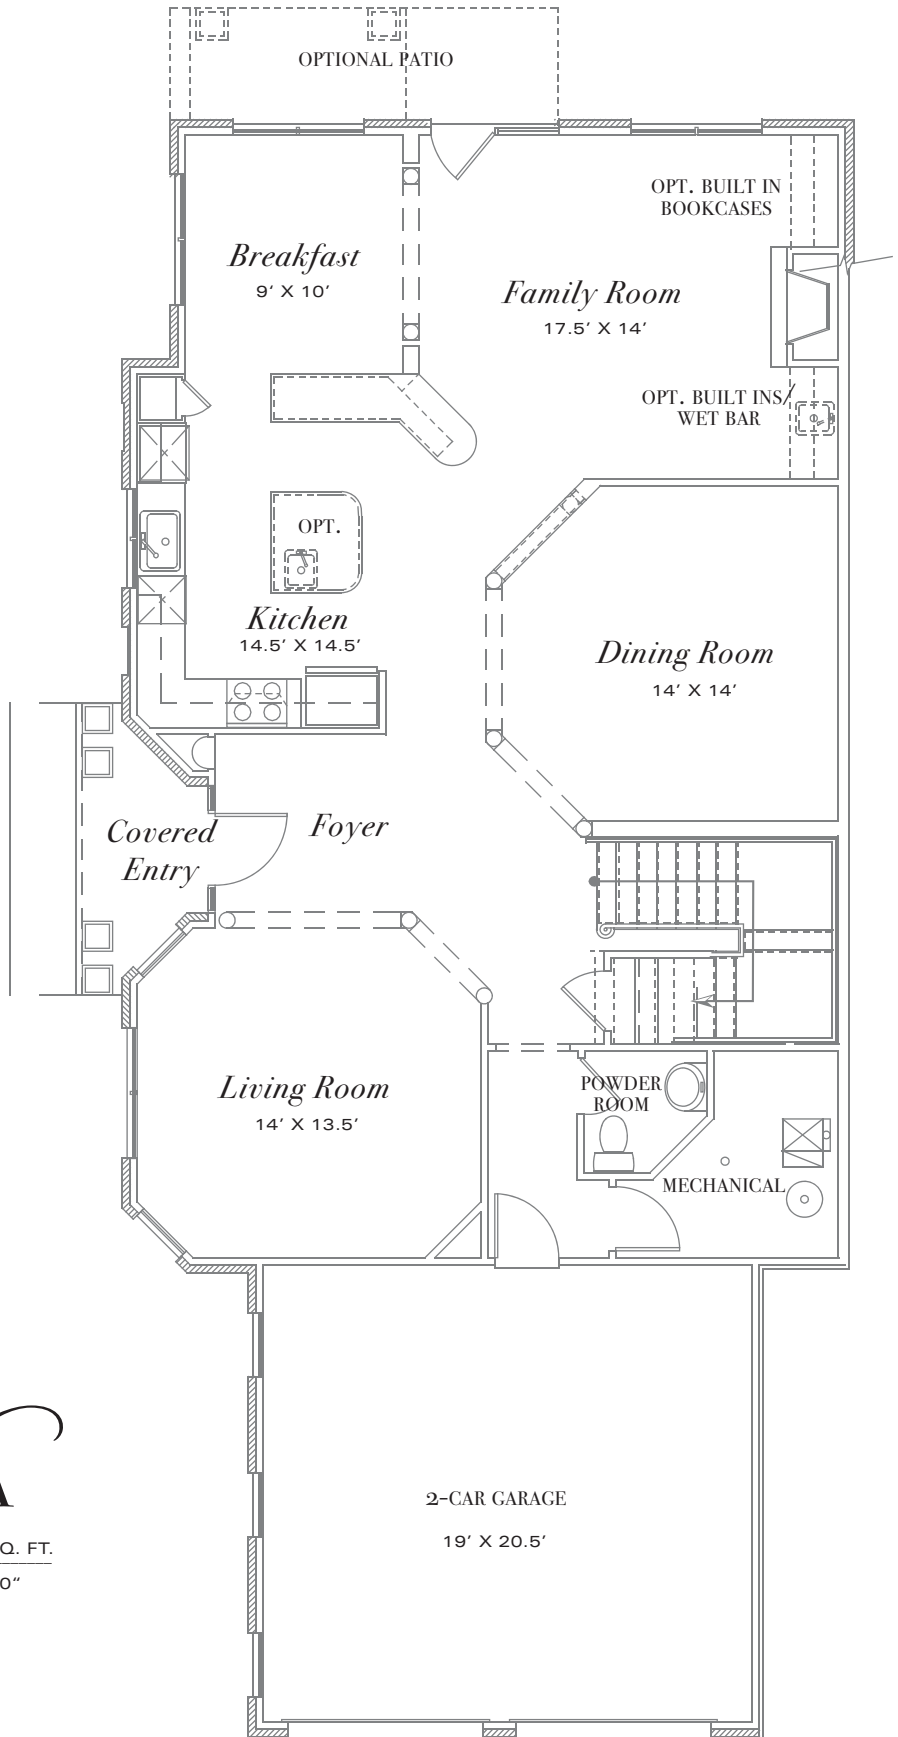 OPTIONAL PATIO
OPT. BUILT IN
BOOKCASES
Breakfast
9' X 10'
Family Room
17.5' X 14'
OPT. BUILT INS/
WET BAR
OPT.
Kitchen
14.5' X 14.5'
Dining Room
14' X 14'
Covered
Entry
Foyer
Living Room
14' X 13.5'
POWDER
ROOM
MECHANICAL
2-CAR GARAGE
19' X 20.5'
Q. FT.
0"